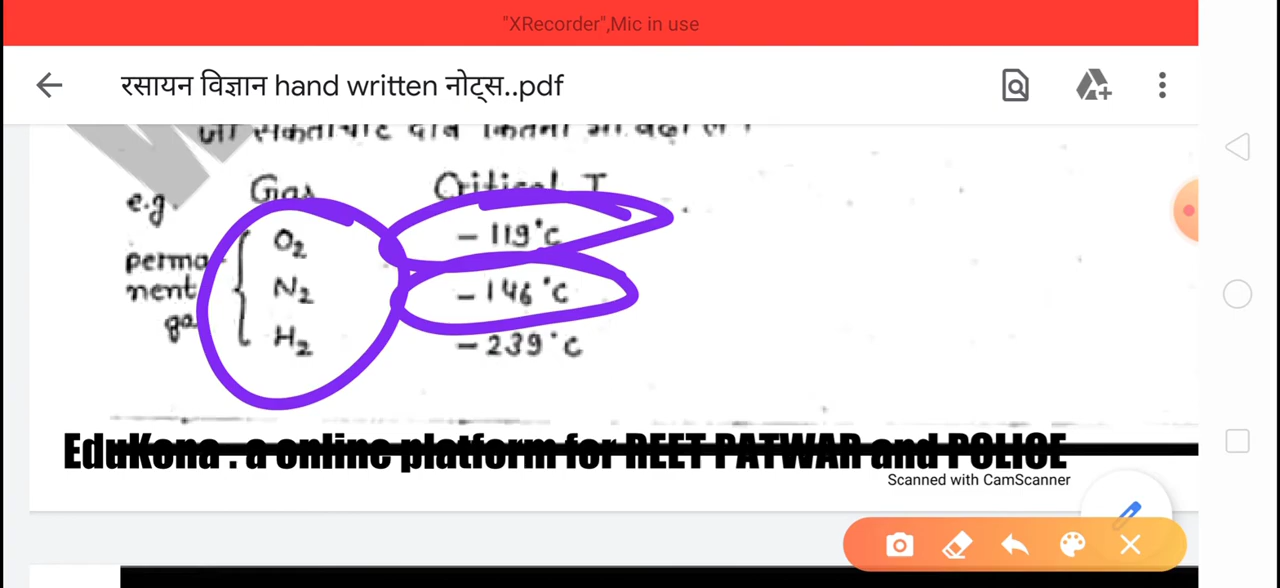 "XRecorder",Mic in use
रसायन विज्ञान hand written नोट्स..pdf
e.g. Gas Critical T
O₂ - 119°C
perma
nent N₂ - 146°C
ga H₂ - 239°C
EduKona : a online platform for REET PATWAR and POLICE
Scanned with CamScanner